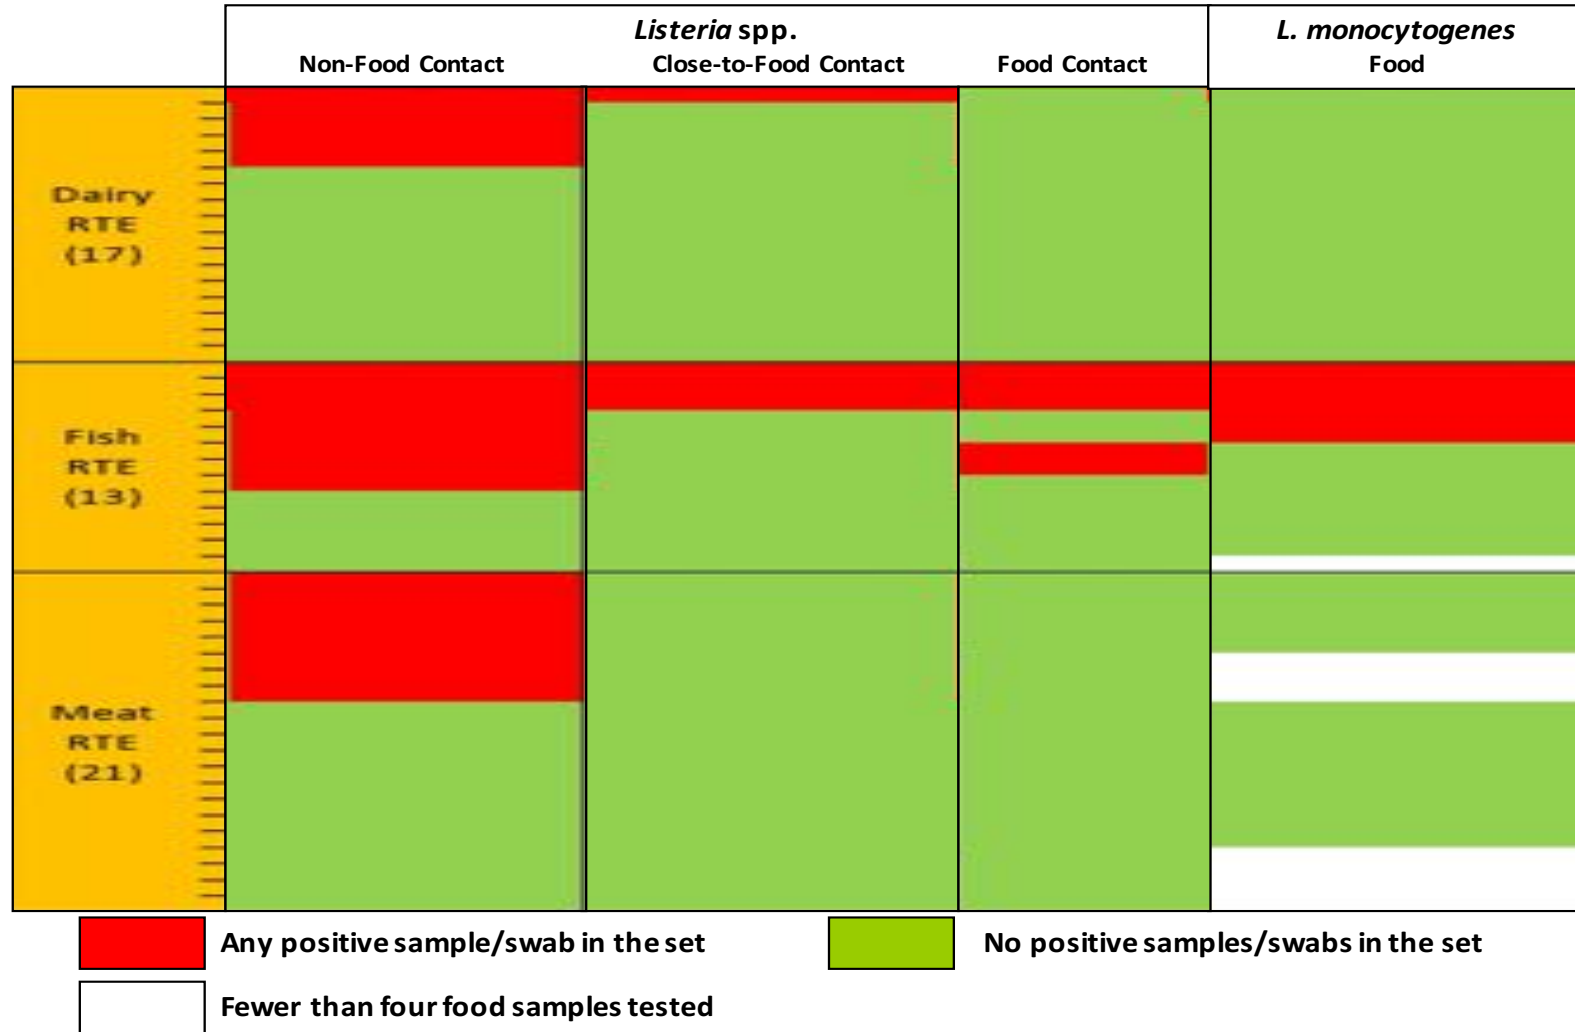 Listeria spp.
L. monocytogenes
Non-Food Contact
Close-to-Food Contact
Food Contact
Food
Dairy
RTE
(17)
Fish
RTE
(13)
Meat
RTE
(21)
Any positive sample/swab in the set
No positive samples/swabs in the set
Fewer than four food samples tested